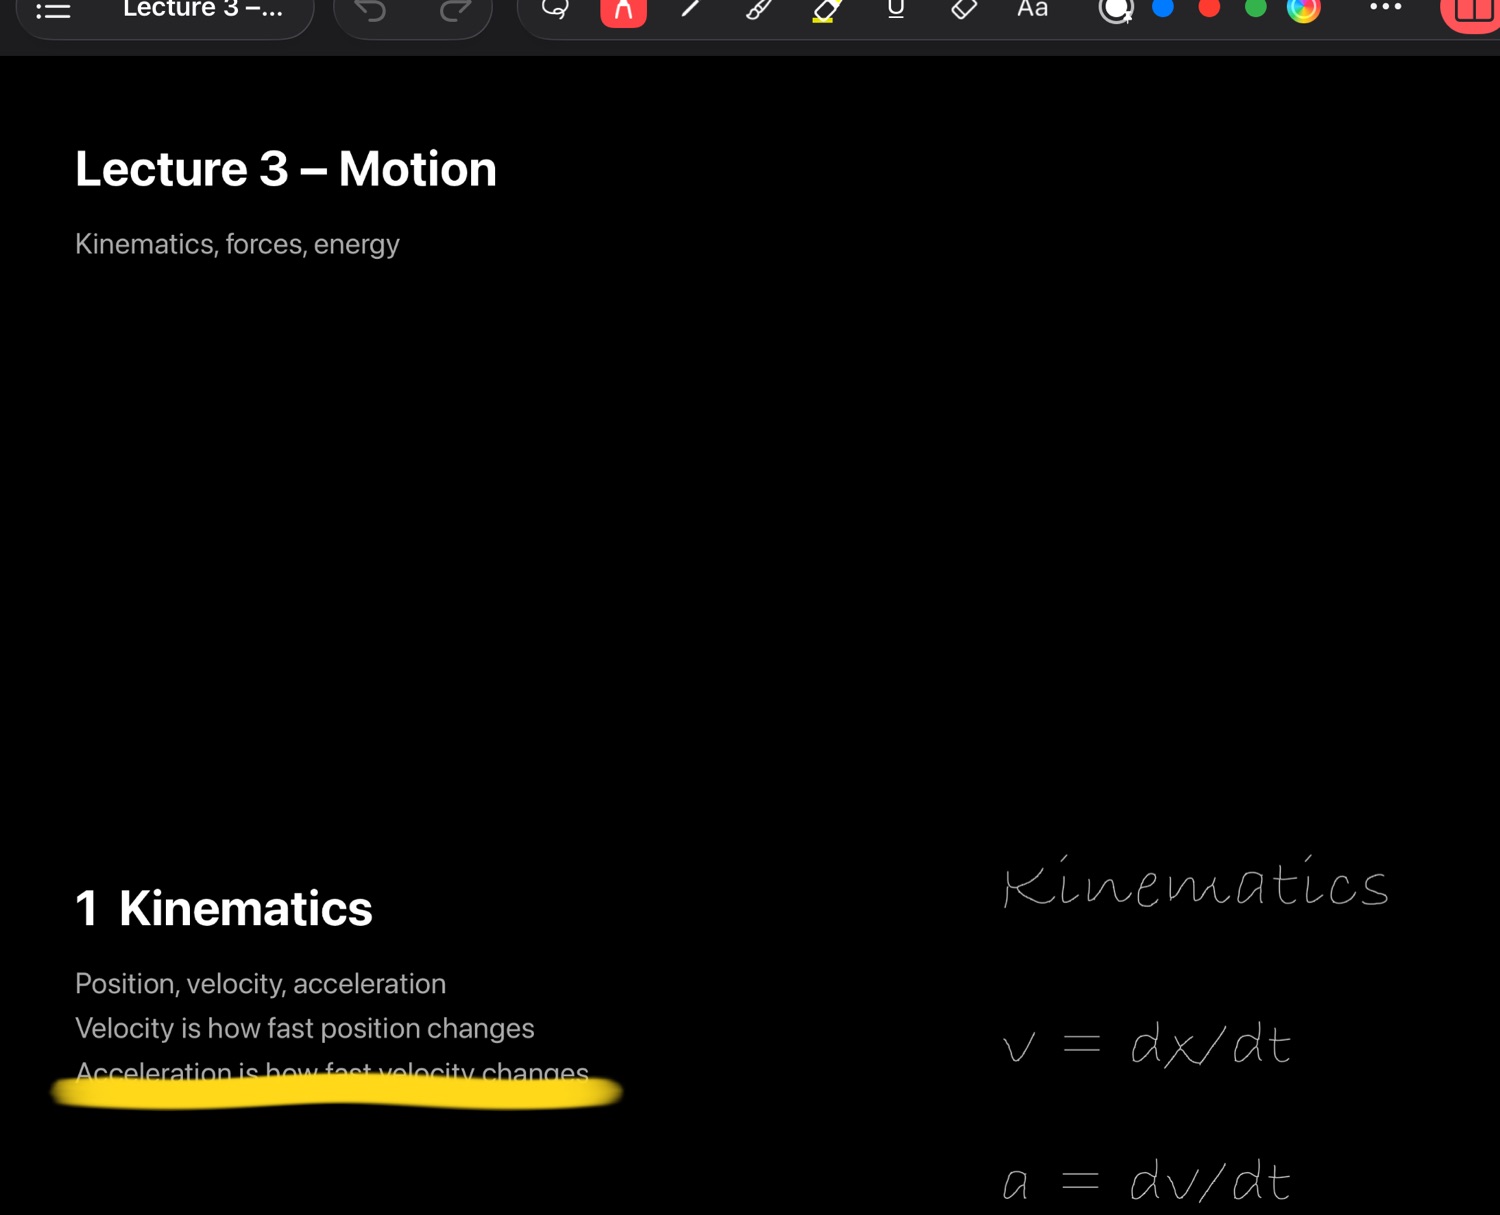 Lecture 3 –...
Aa
Lecture 3 – Motion
Kinematics, forces, energy
1 Kinematics
Position, velocity, acceleration
Velocity is how fast position changes
Acceleration is how fast velocity changes
Kinematics
v = dx/dt
a = dv/dt